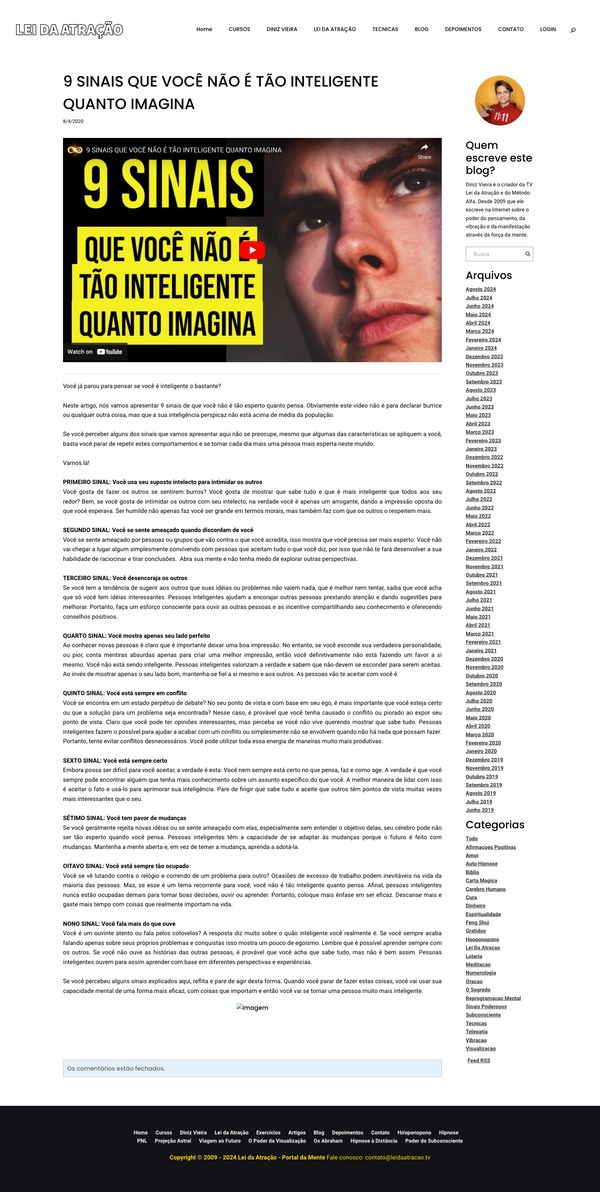 LEI DA ATRAÇÃO
Home CURSOS DINIZ VIEIRA LEI DA ATRAÇÃO TECNICAS BLOG DEPOIMENTOS CONTATO LOGIN
9 SINAIS QUE VOCÊ NÃO É TÃO INTELIGENTE
QUANTO IMAGINA
8/4/2020
9 SINAIS QUE VOCÊ NÃO É TÃO INTELIGENTE QUANTO IMAGINA
Share
9 SINAIS
QUE VOCÊ NÃO É
TÃO INTELIGENTE
QUANTO IMAGINA
Watch on YouTube
Você já parou para pensar se você é inteligente o bastante?
Neste artigo, nós vamos apresentar 9 sinais de que você não é tão esperto quanto pensa. Obviamente este vídeo não é para declarar burrice
ou qualquer outra coisa, mas que a sua inteligência perspicaz não está acima de média da população.
Se você perceber alguns dos sinais que vamos apresentar aqui não se preocupe, mesmo que algumas das características se apliquem a você,
basta você parar de repetir estes comportamentos e se tornar cada dia mais uma pessoa mais esperta neste mundo.
Vamos lá!
PRIMEIRO SINAL: Você usa seu suposto intelecto para intimidar os outros
Você gosta de fazer os outros se sentirem burros? Você gosta de mostrar que sabe tudo e que é mais inteligente que todos aos seu
redor? Bem, se você gosta de intimidar os outros com seu intelecto, na verdade você é apenas um arrogante, dando a impressão oposta do
que você esperava. Ser humilde não apenas faz você ser grande em termos morais, mas também faz com que os outros o respeitem mais.
SEGUNDO SINAL: Você se sente ameaçado quando discordam de você
Você se sente ameaçado por pessoas ou grupos que vão contra o que você acredita, isso mostra que você precisa ser mais esperto. Você não
vai chegar a lugar algum simplesmente convivendo com pessoas que aceitam tudo o que você diz, por isso que não te fará desenvolver a sua
habilidade de raciocinar e tirar conclusões. Abra sua mente e não tenha medo de explorar outras perspectivas.
TERCEIRO SINAL: Você desencoraja os outros
Se você tem a tendência de sugerir aos outros que suas idéias ou problemas não valem nada, que é melhor nem tentar, saiba que você acha
que só você tem idéias interessantes. Pessoas inteligentes ajudam a encorajar outras pessoas prestando atenção e dando sugestões para
melhorar. Portanto, faça um esforço consciente para ouvir as outras pessoas e as incentive compartilhando seu conhecimento e oferecendo
conselhos positivos.
QUARTO SINAL: Você mostra apenas seu lado perfeito
Ao conhecer novas pessoas é claro que é importante deixar uma boa impressão. No entanto, se você esconde sua verdadeira personalidade,
ou pior, conta mentiras absurdas apenas para criar uma melhor impressão, então você definitivamente não está fazendo um favor a si
mesmo. Você não está sendo inteligente. Pessoas inteligentes valorizam a verdade e sabem que não devem se esconder para serem aceitas.
Ao invés de mostrar apenas o seu lado bom, mantenha-se fiel a si mesmo e aos outros. As pessoas vão te aceitar como você é.
QUINTO SINAL: Você está sempre em conflito
Você se encontra em um estado perpétuo de debate? No seu ponto de vista e com base em seu ego, é mais importante que você esteja certo
ou que a solução para um problema seja encontrada? Nesse caso, é provável que você tenha causado o conflito ou piorado ao expor seu
ponto de vista. Claro que você pode ter opiniões interessantes, mas perceba se você não vive querendo mostrar que sabe tudo. Pessoas
inteligentes fazem o possível para ajudar a acabar com um conflito ou simplesmente não se envolvem quando não há nada que possam fazer.
Portanto, tente evitar conflitos desnecessários. Você pode utilizar toda essa energia de maneiras muito mais produtivas.
SEXTO SINAL: Você está sempre certo
Embora possa ser difícil para você aceitar, a verdade é esta: Você nem sempre está certo no que pensa, faz e como age. A verdade é que você
sempre pode encontrar alguém que tenha mais conhecimento sobre um assunto específico do que você. A melhor maneira de lidar com isso
é aceitar o fato e usá-lo para aprimorar sua inteligência. Pare de fingir que sabe tudo e aceite que outros têm pontos de vista muitas vezes
mais interessantes que o seu.
SÉTIMO SINAL: Você tem pavor de mudanças
Se você geralmente rejeita novas idéias ou se sente ameaçado com elas, especialmente sem entender o objetivo delas, seu cérebro pode não
ser tão esperto quando você pensa. Pessoas inteligentes têm a capacidade de se adaptar às mudanças porque o futuro é feito com
mudanças. Mantenha a mente aberta e, em vez de temer a mudança, aprenda a adotá-la.
OITAVO SINAL: Você está sempre tão ocupado
Você se vê lutando contra o relógio e correndo de um problema para outro? Ocasiões de excesso de trabalho podem inevitáveis na vida da
maioria das pessoas. Mas, se esse é um tema recorrente para você, você não é tão inteligente quanto pensa. Afinal, pessoas inteligentes
nunca estão ocupadas demais para tomar boas decisões, ouvir ou aprender. Portanto, coloque mais ênfase em ser eficaz. Descanse mais e
gaste mais tempo com coisas que realmente importam na vida.
NONO SINAL: Você fala mais do que ouve
Você é um ouvinte atento ou fala pelos cotovelos? A resposta diz muito sobre o quão inteligente você realmente é. Se você sempre acaba
falando apenas sobre seus próprios problemas e conquistas isso mostra um pouco de egoismo. Lembre que é possível aprender sempre com
os outros. Se você não ouve as histórias das outras pessoas, é provável que você acha que sabe tudo, mas não é bem assim. Pessoas
inteligentes ouvem para assim aprender com base em diferentes perspectivas e experiências.
Se você percebeu alguns sinais explicados aqui, reflita e pare de agir desta forma. Quando você parar de fazer estas coisas, você vai usar sua
capacidade mental de uma forma mais eficaz, com coisas que importam e então você vai se tornar uma pessoa muito mais inteligente.
Imagem
Os comentários estão fechados.
11:11
Quem
escreve este
blog?
Diniz Vieira é o criador da TV
Lei da Atração e do Método
Alfa. Desde 2009 que ele
escreve na Internet sobre o
poder do pensamento, da
vibração e da manifestação
através da força da mente.
Busca
Arquivos
Agosto 2024
Julho 2024
Junho 2024
Maio 2024
Abril 2024
Março 2024
Fevereiro 2024
Janeiro 2024
Dezembro 2023
Novembro 2023
Outubro 2023
Setembro 2023
Agosto 2023
Julho 2023
Junho 2023
Maio 2023
Abril 2023
Março 2023
Fevereiro 2023
Janeiro 2023
Dezembro 2022
Novembro 2022
Outubro 2022
Setembro 2022
Agosto 2022
Julho 2022
Junho 2022
Maio 2022
Abril 2022
Março 2022
Fevereiro 2022
Janeiro 2022
Dezembro 2021
Novembro 2021
Outubro 2021
Setembro 2021
Agosto 2021
Julho 2021
Junho 2021
Maio 2021
Abril 2021
Março 2021
Fevereiro 2021
Janeiro 2021
Dezembro 2020
Novembro 2020
Outubro 2020
Setembro 2020
Agosto 2020
Julho 2020
Junho 2020
Maio 2020
Abril 2020
Março 2020
Fevereiro 2020
Janeiro 2020
Dezembro 2019
Novembro 2019
Outubro 2019
Setembro 2019
Agosto 2019
Julho 2019
Junho 2019
Categorias
Tudo
Afirmacoes Positivas
Amor
Auto Hipnose
Biblia
Carta Magica
Cerebro Humano
Cura
Dinheiro
Espiritualidade
Feng Shui
Gratidao
Hooponopono
Lei Da Atracao
Loteria
Meditacao
Numerologia
Oracao
O Segredo
Reprogramacao Mental
Sinais Poderosos
Subconsciente
Tecnicas
Telepatia
Vibracao
Visualizacao
Feed RSS
Home Cursos Diniz Vieira Lei da Atração Exercícios Artigos Blog Depoimentos Contato Ho'oponopono Hipnose
PNL Projeção Astral Viagem ao Futuro O Poder da Visualização Os Abraham Hipnose à Distância Poder do Subconsciente
Copyright © 2009 - 2024 Lei da Atração - Portal da Mente Fale conosco: contato@leidaatracao.tv